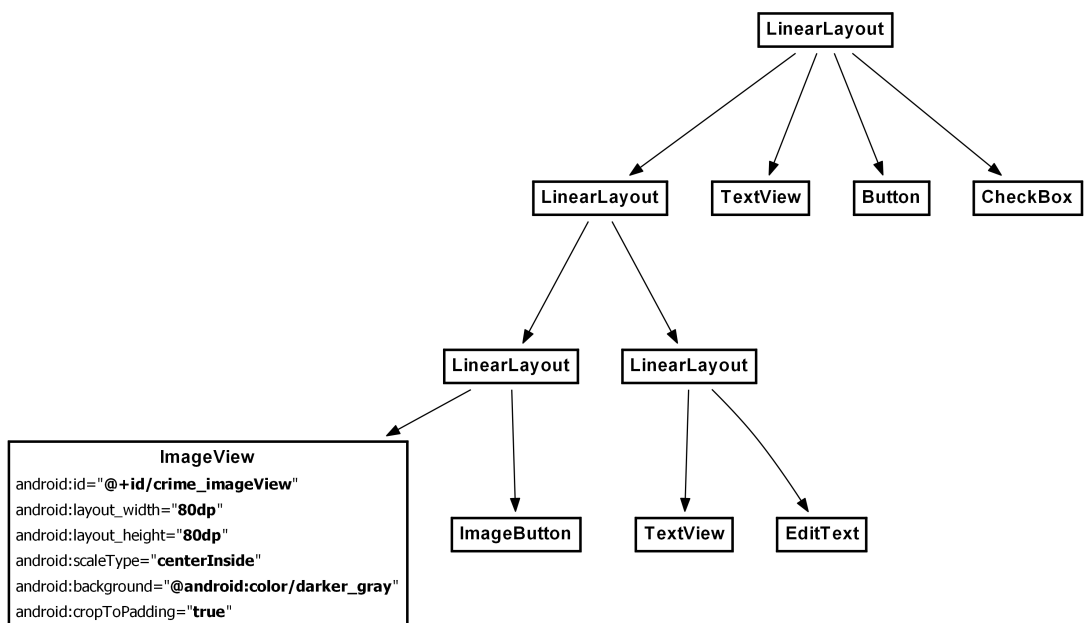 LinearLayout
LinearLayout
TextView
Button
CheckBox
LinearLayout
LinearLayout
ImageView
android:id="@+id/crime_imageView"
android:layout_width="80dp"
android:layout_height="80dp"
android:scaleType="centerInside"
android:background="@android:color/darker_gray"
android:cropToPadding="true"
ImageButton
TextView
EditText